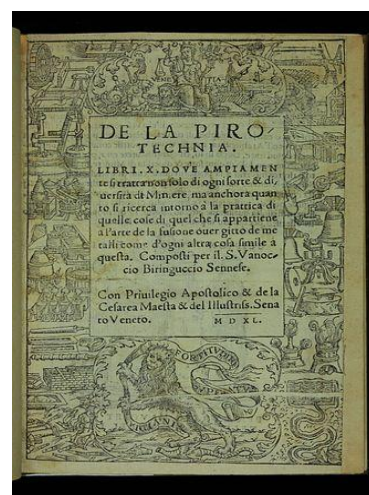 DE LA PIRO-
TECHNIA.
LIBRI. X. DOVE AMPIAMEN
te si tratta non solo di ogni sorte & di
uersita di Minere, ma anchora quan
to si ricerca intorno à la prattica di
quelle cose di quel che si appartiene
à l'arte de la fusione ouer gitto de me
talli come d'ogni altra cosa simile à
questa. Composti per il. S. Vanoc-
cio Biringuccio Sennese.
Con Priuilegio Apostolico & de la
Cesarea Maesta & del Illustriss. Sena
to Veneto. M D XL.